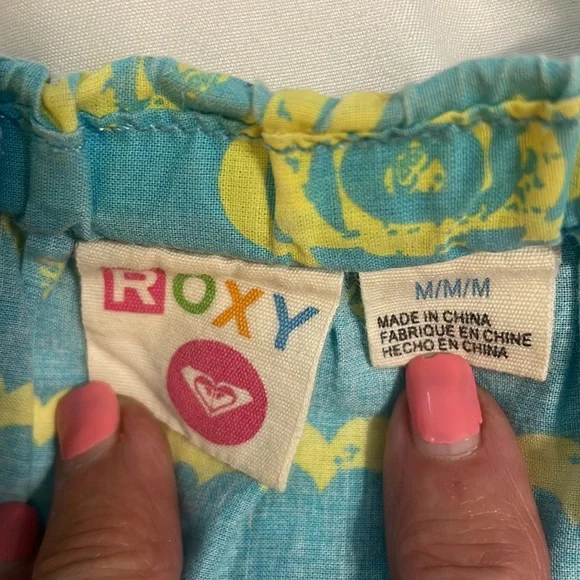 ROXY
M/M/M
MADE IN CHINA
FABRIQUE EN CHINE
HECHO EN CHINA